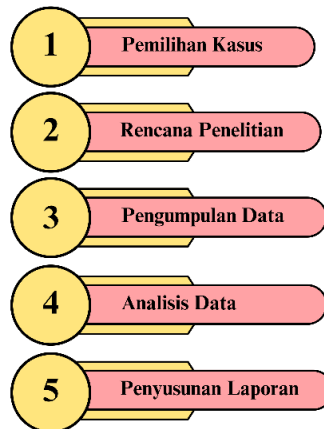 1 Pemilihan Kasus
2 Rencana Penelitian
3 Pengumpulan Data
4 Analisis Data
5 Penyusunan Laporan